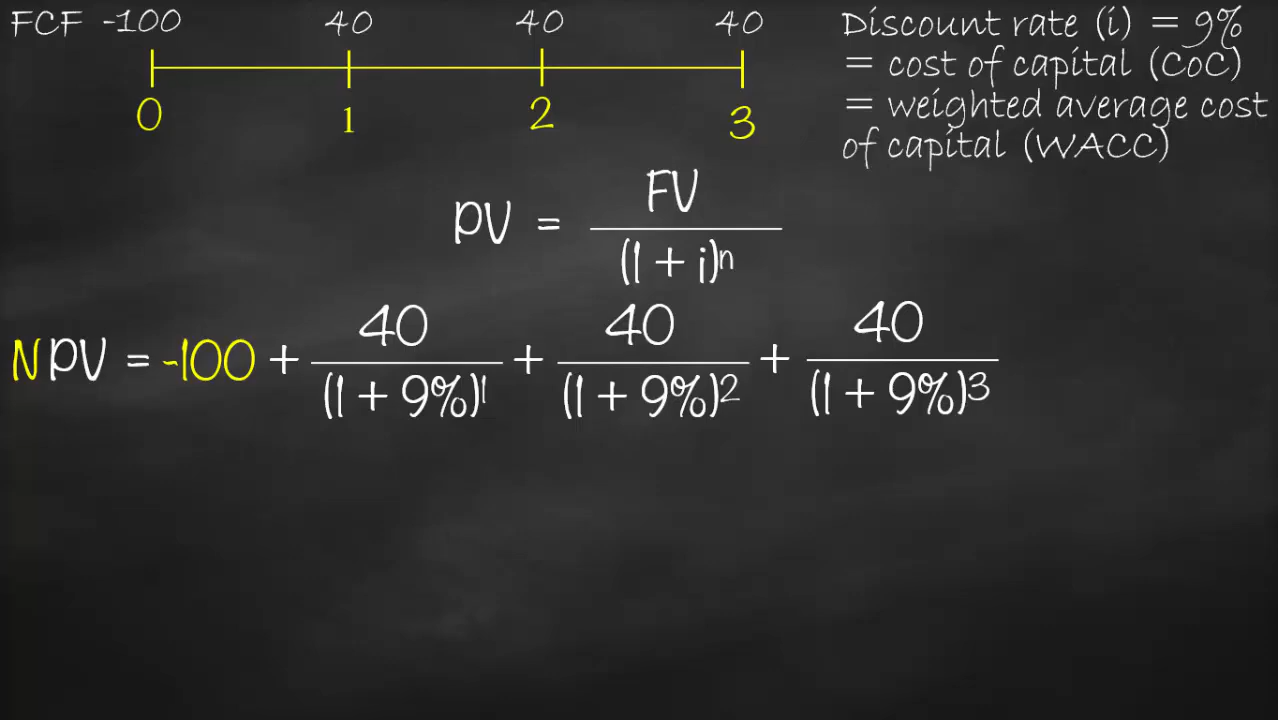 FCF -100 40 40 40
0 1 2 3
Discount rate (i) = 9%
= cost of capital (CoC)
= weighted average cost
of capital (WACC)
PV = FV / (1 + i)^n
NPV = -100 + 40 / (1 + 9%)^1 + 40 / (1 + 9%)^2 + 40 / (1 + 9%)^3